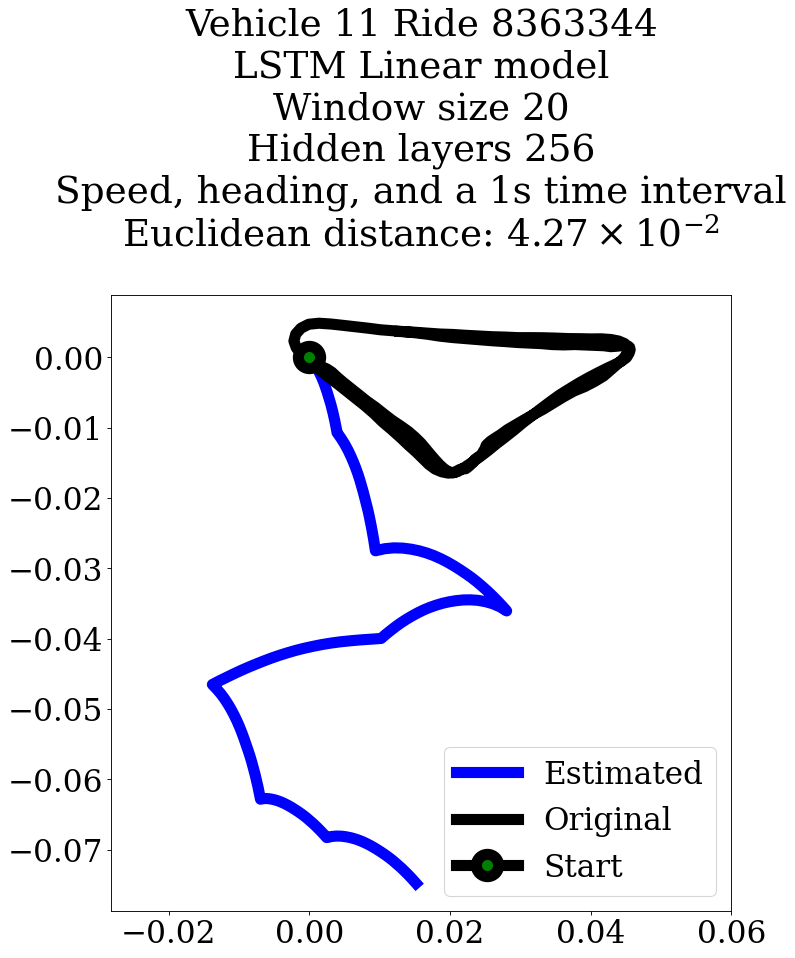 Vehicle 11 Ride 8363344
LSTM Linear model
Window size 20
Hidden layers 256
Speed, heading, and a 1s time interval
Euclidean distance: 4.27 × 10⁻²
0.00
−0.01
−0.02
−0.03
−0.04
−0.05
−0.06
−0.07
Estimated
Original
Start
−0.02 0.00 0.02 0.04 0.06